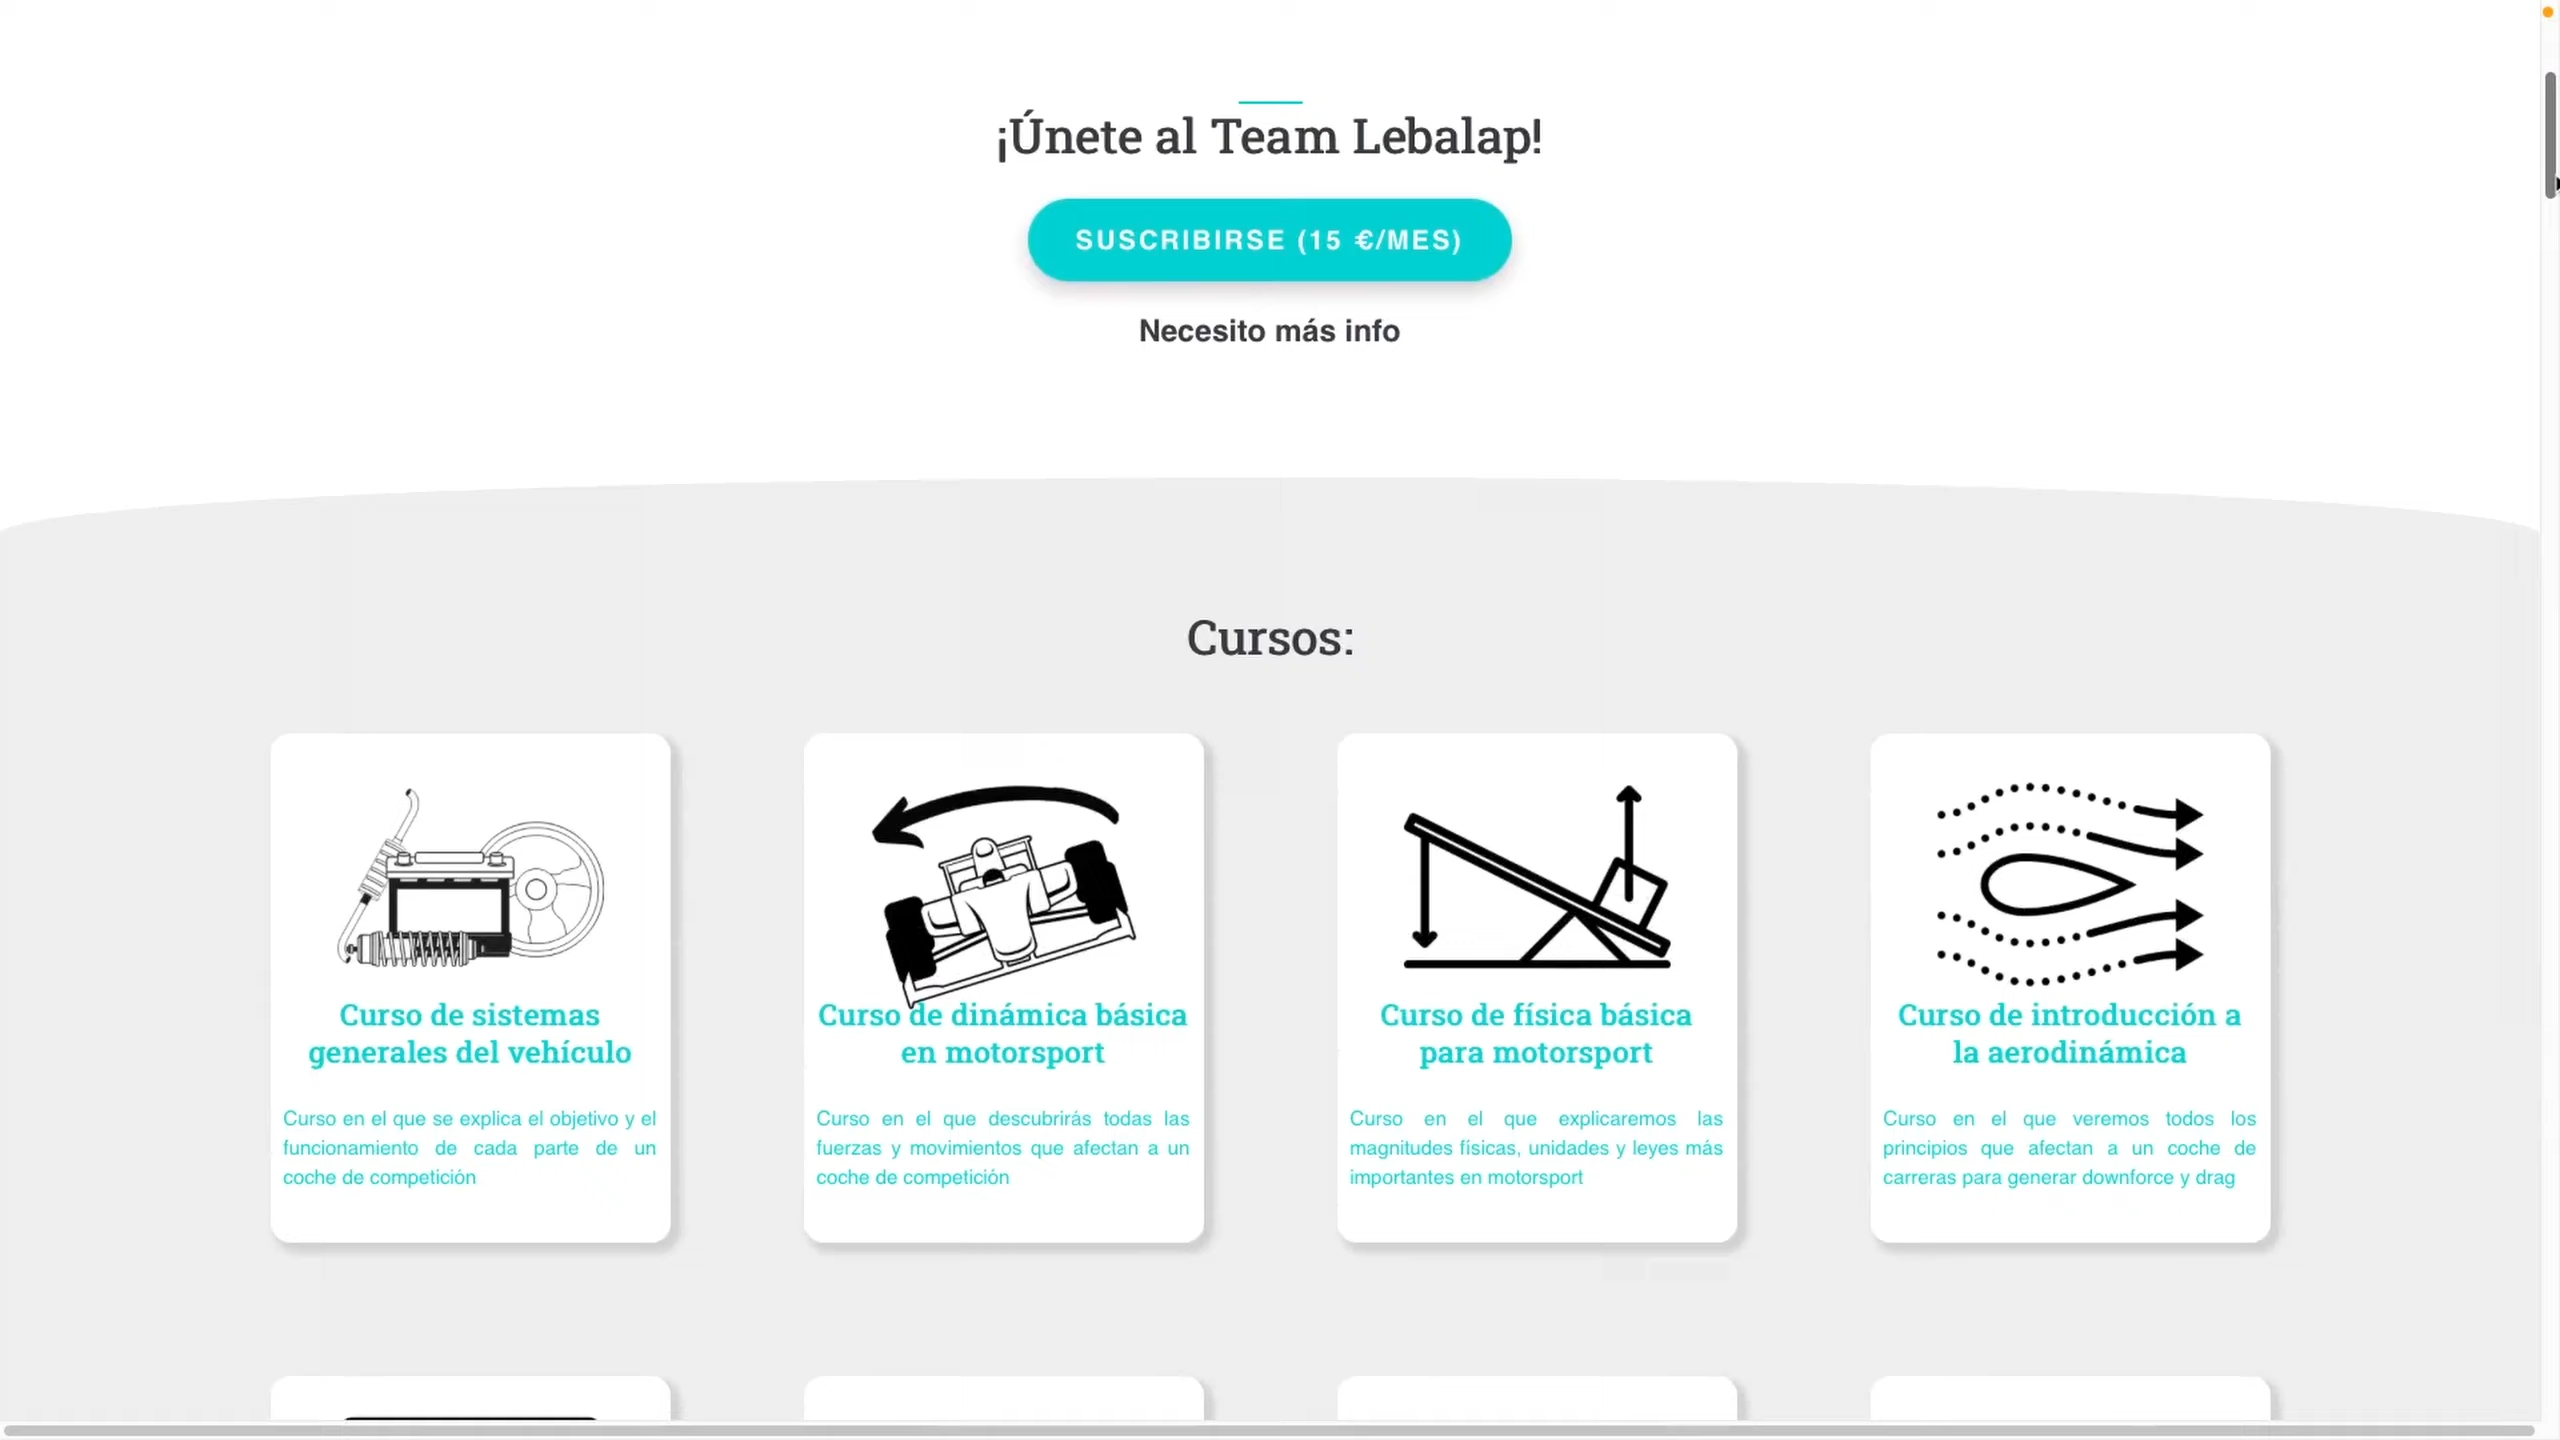 ¡Únete al Team Lebalap!
SUSCRIBIRSE (15 €/MES)
Necesito más info
Cursos:
Curso de sistemas
generales del vehículo
Curso en el que se explica el objetivo y el
funcionamiento de cada parte de un
coche de competición
Curso de dinámica básica
en motorsport
Curso en el que descubrirás todas las
fuerzas y movimientos que afectan a un
coche de competición
Curso de física básica
para motorsport
Curso en el que explicaremos las
magnitudes físicas, unidades y leyes más
importantes en motorsport
Curso de introducción a
la aerodinámica
Curso en el que veremos todos los
principios que afectan a un coche de
carreras para generar downforce y drag